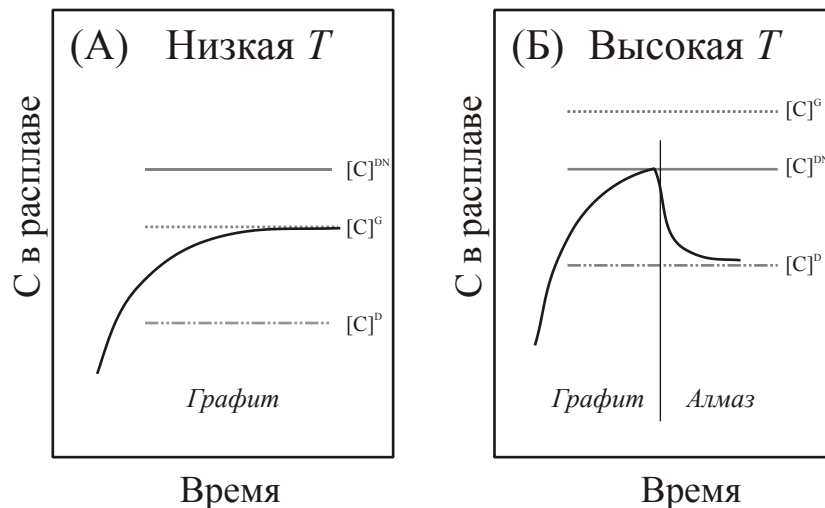 (А) Низкая T
С в расплаве
[C]DN
[C]G
[C]D
Графит
Время
(Б) Высокая T
С в расплаве
[C]G
[C]DN
[C]D
Графит
Алмаз
Время